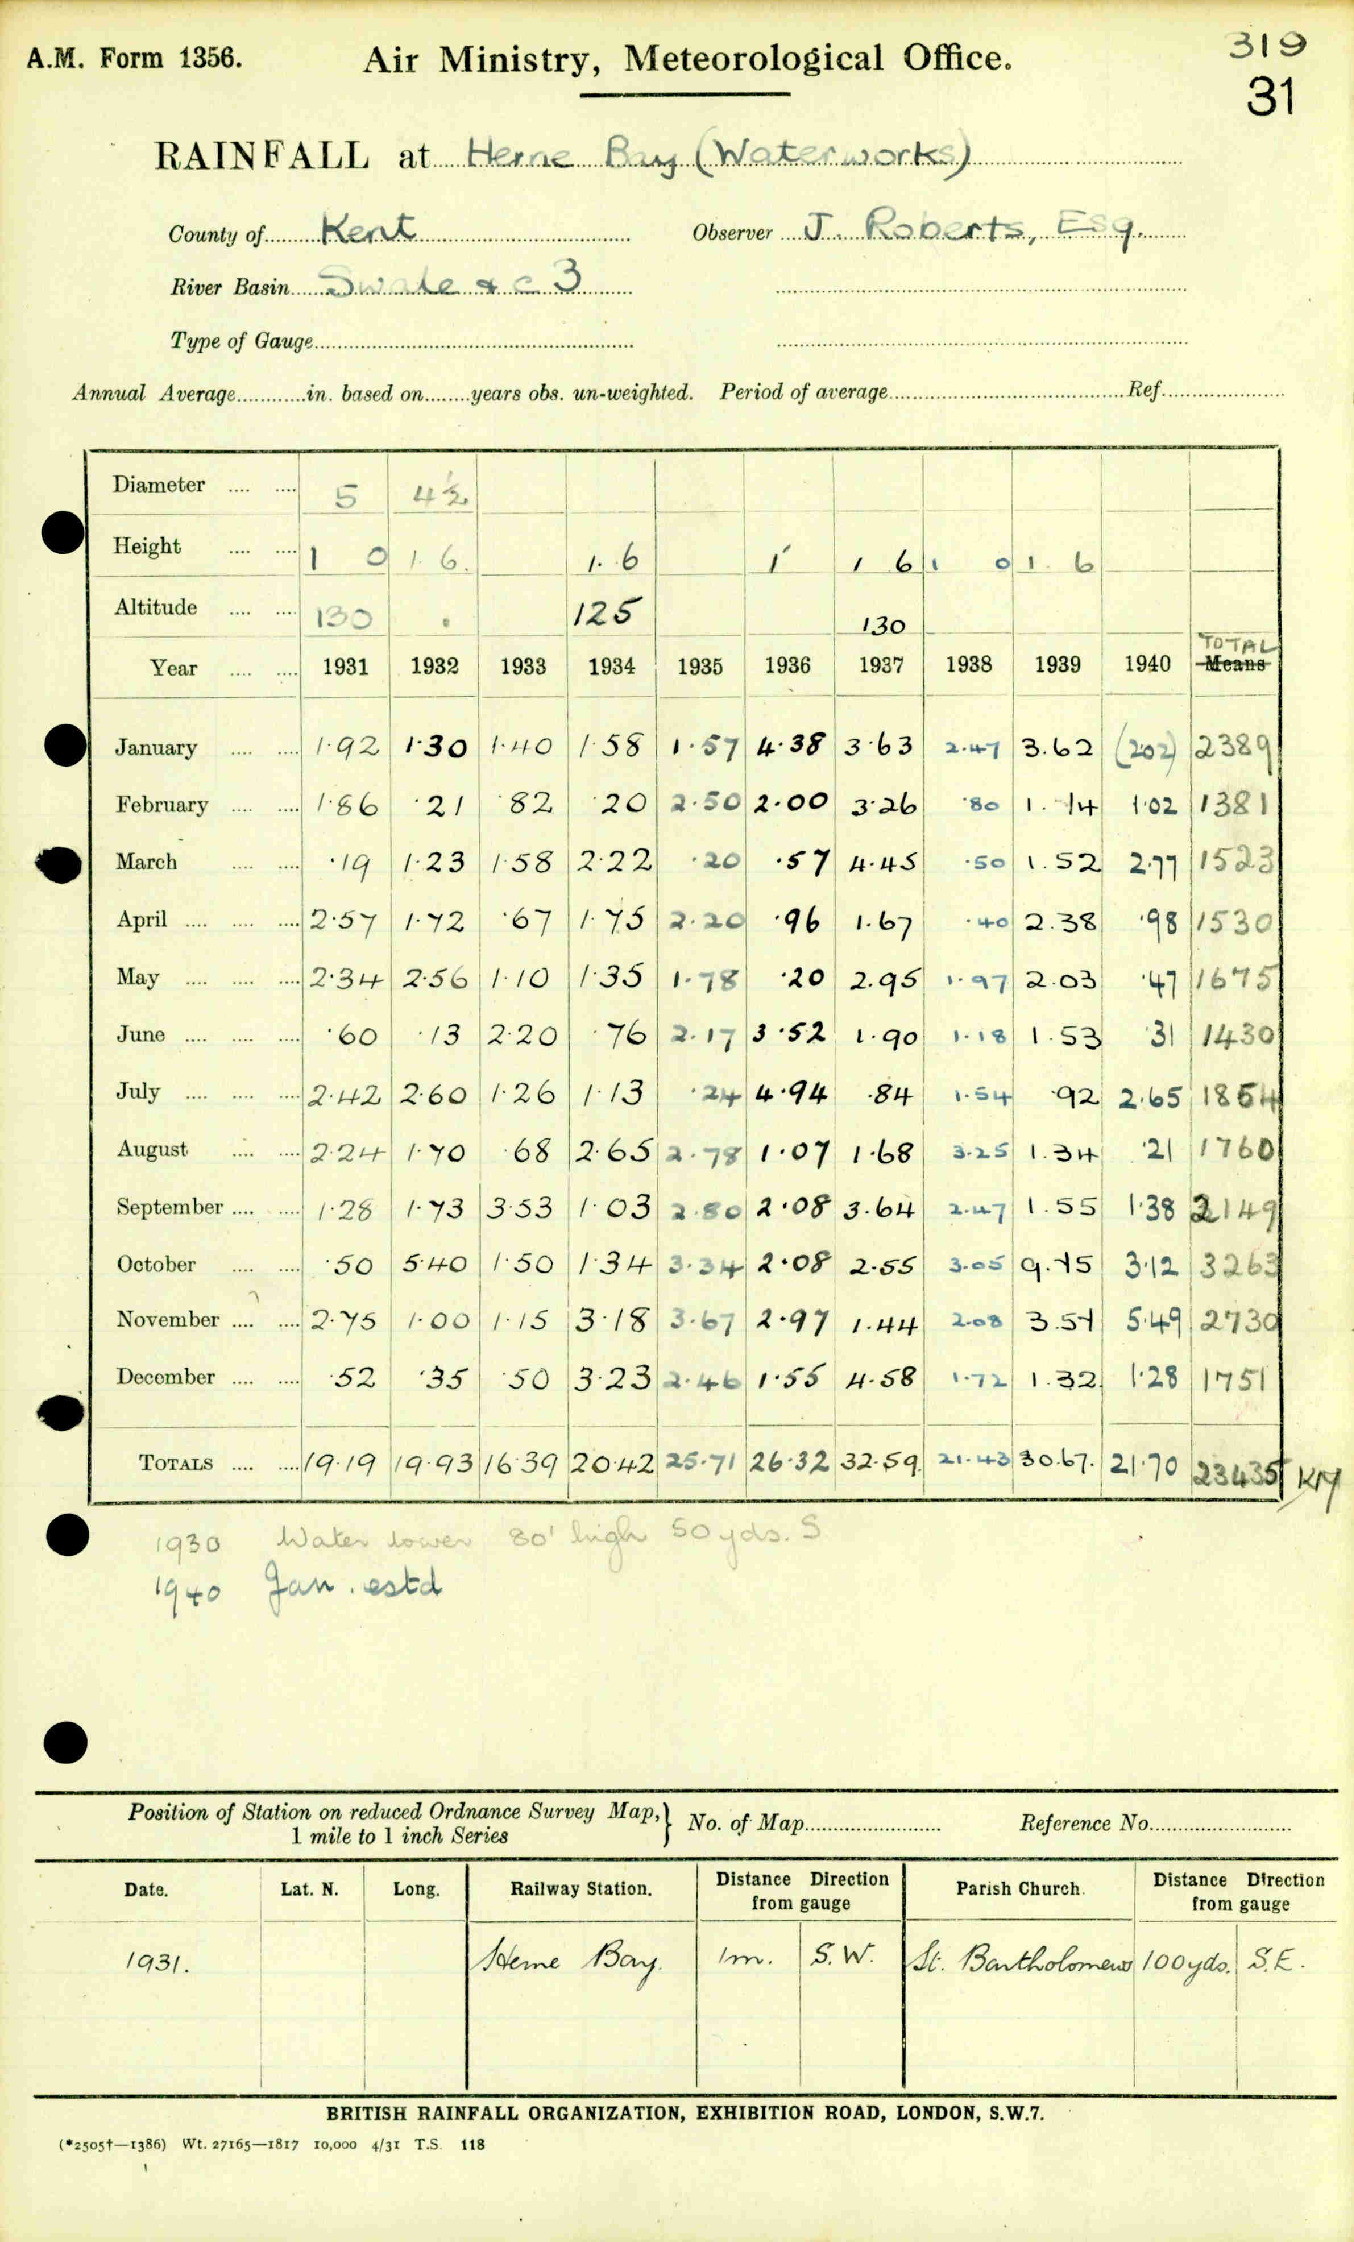 A.M. Form 1356.
Air Ministry, Meteorological Office.
319
31
RAINFALL at Herne Bay (Waterworks)
County of Kent Observer J. Roberts, Esq.
River Basin Swale & c 3
Type of Gauge
Annual Average in. based on years obs. un-weighted. Period of average Ref.
Diameter 5 4½
Height 1 0 1. 6. 1. 6 1' 1 6 1 0 1. 6
Altitude 130 . 125 130
Year 1931 1932 1933 1934 1935 1936 1937 1938 1939 1940 TOTAL Means
January 1·92 1·30 1·40 1·58 1·57 4·38 3·63 2·47 3.62 (202) 2389
February 1·86 ·21 ·82 ·20 2·50 2·00 3·26 ·80 1.14 1·02 1381
March ·19 1·23 1·58 2·22 ·20 ·57 4·45 ·50 1.52 2·77 1523
April 2·57 1·72 ·67 1·75 2·20 ·96 1·67 ·40 2.38 ·98 1530
May 2·34 2·56 1·10 1·35 1·78 ·20 2.95 1·97 2.03 ·47 1675
June ·60 ·13 2·20 ·76 2·17 3·52 1·90 1·18 1.53 ·31 1430
July 2·42 2·60 1·26 1·13 ·24 4·94 ·84 1·54 ·92 2·65 1854
August 2·24 1·70 ·68 2·65 2·78 1·07 1·68 3·25 1.34 ·21 1760
September 1·28 1·73 3·53 1·03 2·80 2·08 3·64 2·47 1.55 1·38 2149
October ·50 5·40 1·50 1·34 3·34 2·08 2·55 3·05 9.75 3·12 3263
November 2·75 1·00 1·15 3·18 3·67 2·97 1·44 2·08 3.57 5·49 2730
December ·52 ·35 ·50 3·23 2·46 1·55 4·58 1·72 1.32 1·28 1751
TOTALS 19·19 19·93 16·39 20·42 25·71 26·32 32·59 21·43 30.67. 21·70 23435 KM
1930 Water tower 80' high 50 yds. S
1940 Jan. estd
Position of Station on reduced Ordnance Survey Map, } No. of Map Reference No.
1 mile to 1 inch Series
Date. Lat. N. Long. Railway Station. Distance Direction from gauge Parish Church. Distance Direction from gauge
1931. Herne Bay. 1m. S.W. St. Bartholomews 100yds. S.E.
BRITISH RAINFALL ORGANIZATION, EXHIBITION ROAD, LONDON, S.W.7.
(*2505†—1386) Wt. 27165—1817 10,000 4/31 T.S. 118